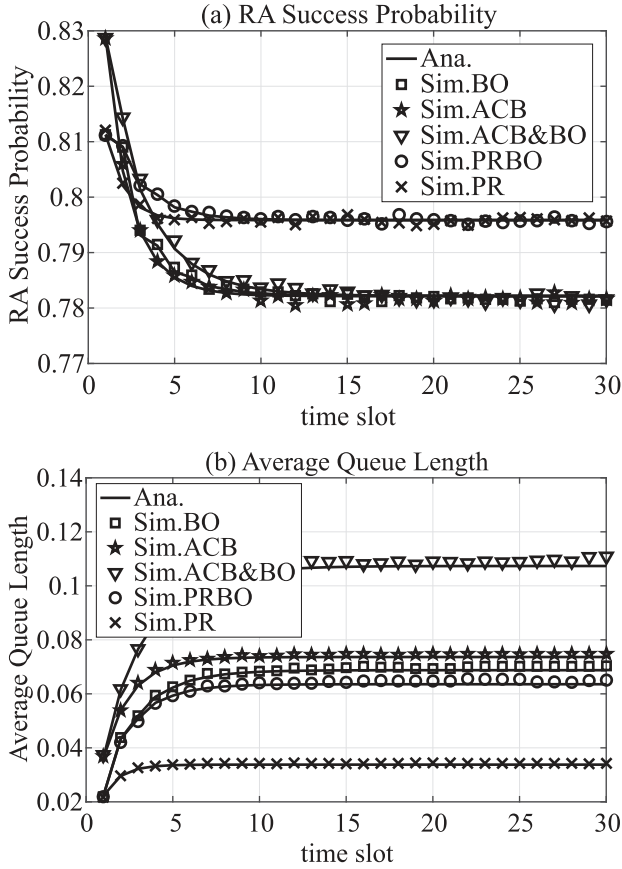 (a) RA Success Probability
RA Success Probability
0.83
0.82
0.81
0.8
0.79
0.78
0.77
Ana.
Sim.BO
Sim.ACB
Sim.ACB&BO
Sim.PRBO
Sim.PR
0 5 10 15 20 25 30
time slot
(b) Average Queue Length
Average Queue Length
0.14
0.12
0.1
0.08
0.06
0.04
0.02
Ana.
Sim.BO
Sim.ACB
Sim.ACB&BO
Sim.PRBO
Sim.PR
0 5 10 15 20 25 30
time slot